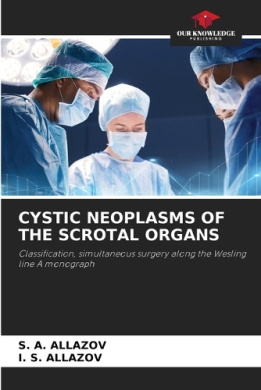 OUR KNOWLEDGE
PUBLISHING
CYSTIC NEOPLASMS OF
THE SCROTAL ORGANS
Classification, simultaneous surgery along the Wesling
line A monograph
S. A. ALLAZOV
I. S. ALLAZOV